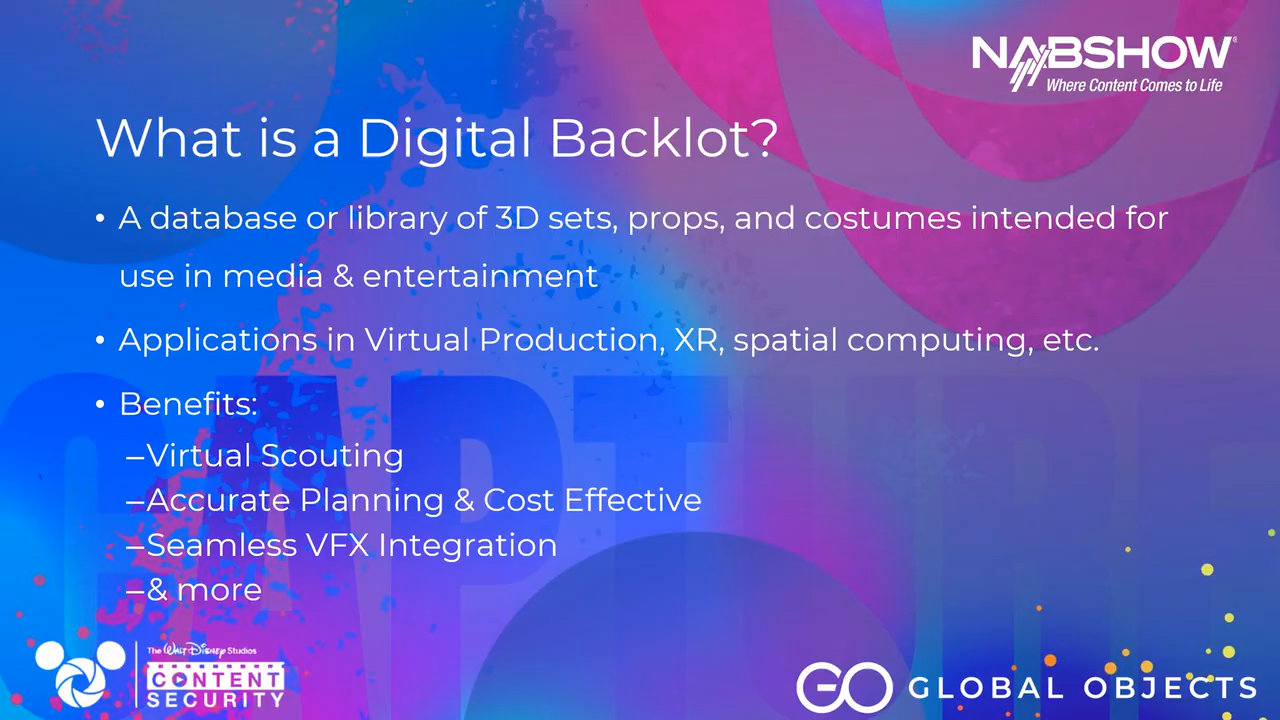 NABSHOW®
Where Content Comes to Life
What is a Digital Backlot?
• A database or library of 3D sets, props, and costumes intended for
use in media & entertainment
• Applications in Virtual Production, XR, spatial computing, etc.
• Benefits:
–Virtual Scouting
–Accurate Planning & Cost Effective
–Seamless VFX Integration
–& more
CAPTURE
The Walt Disney Studios
CONTENT
SECURITY
GO GLOBAL OBJECTS